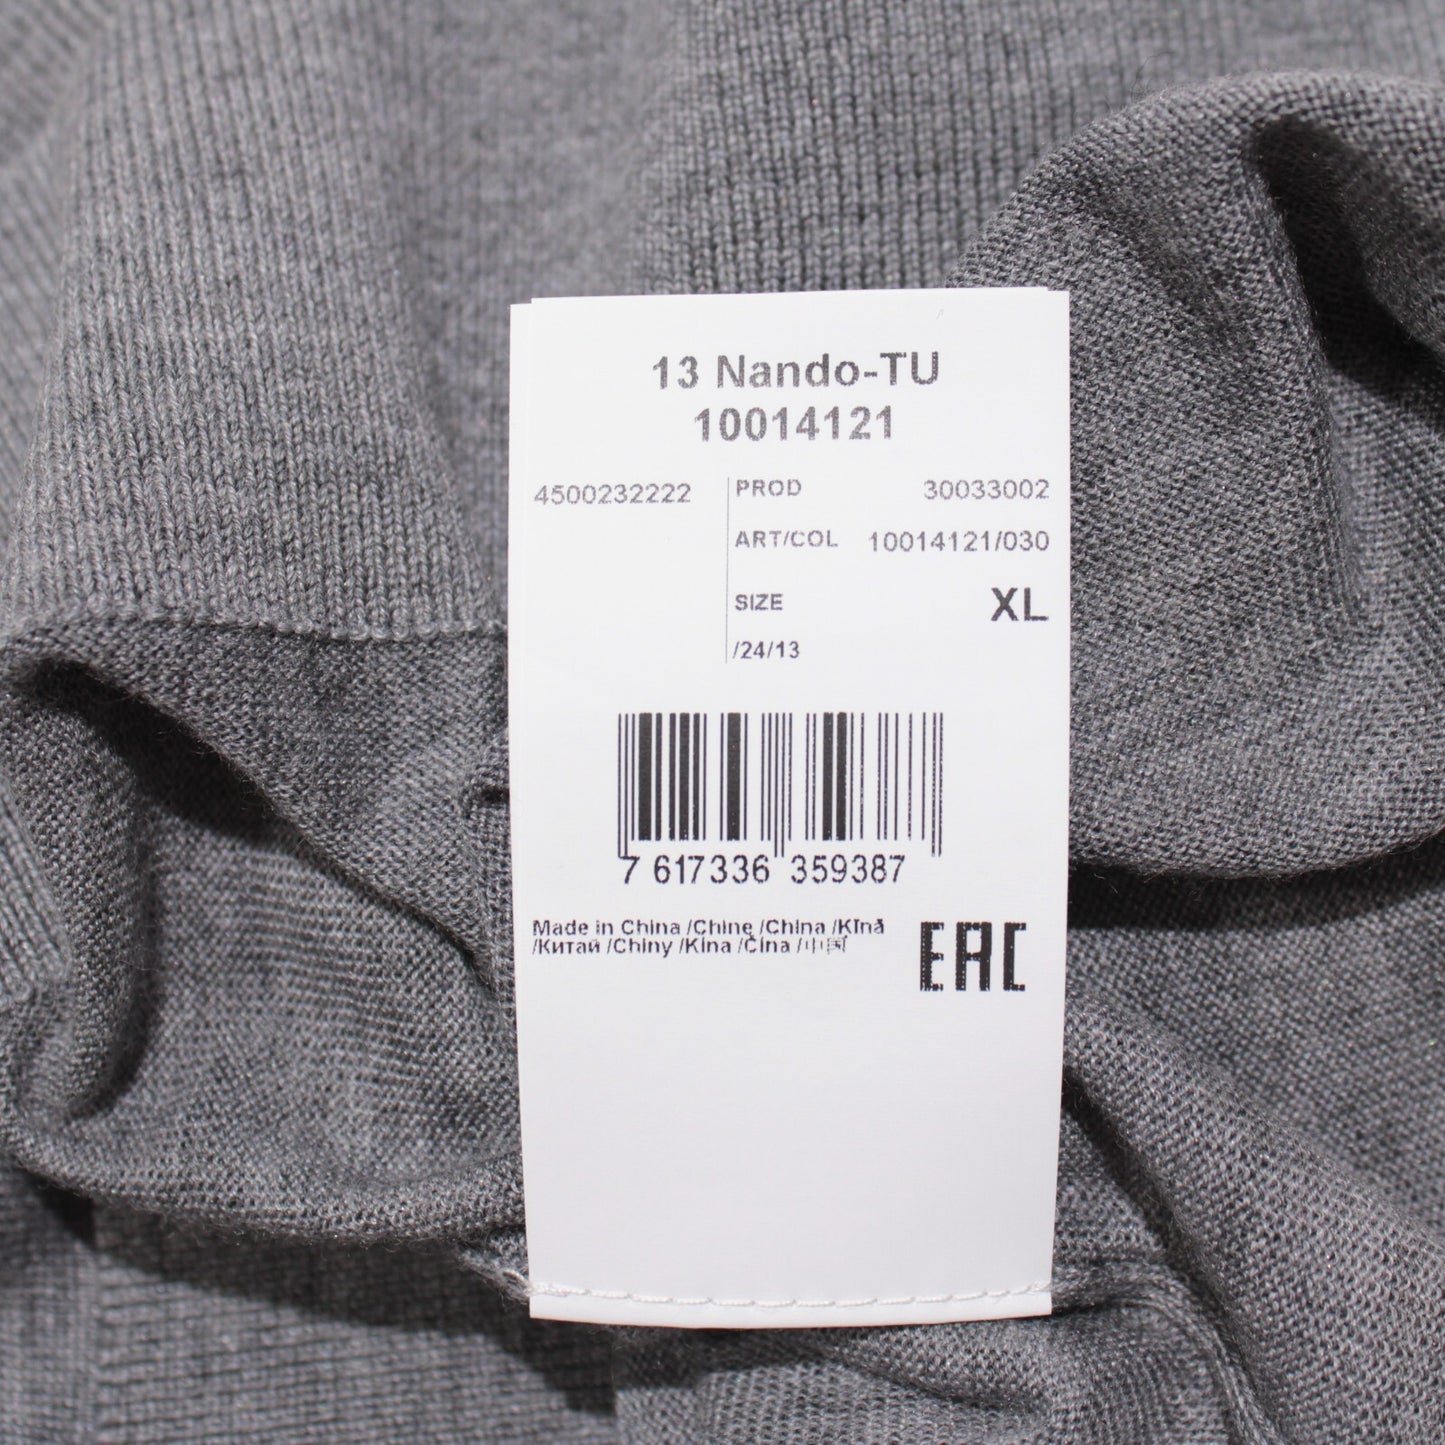 13 Nando-TU
10014121
4500232222
PROD 30033002
ART/COL 10014121/030
SIZE XL
/24/13
7 617336 359387
Made in China /Chine /China /Ķīnā
/Китай /Chiny /Kina /Čína /中国
EAC